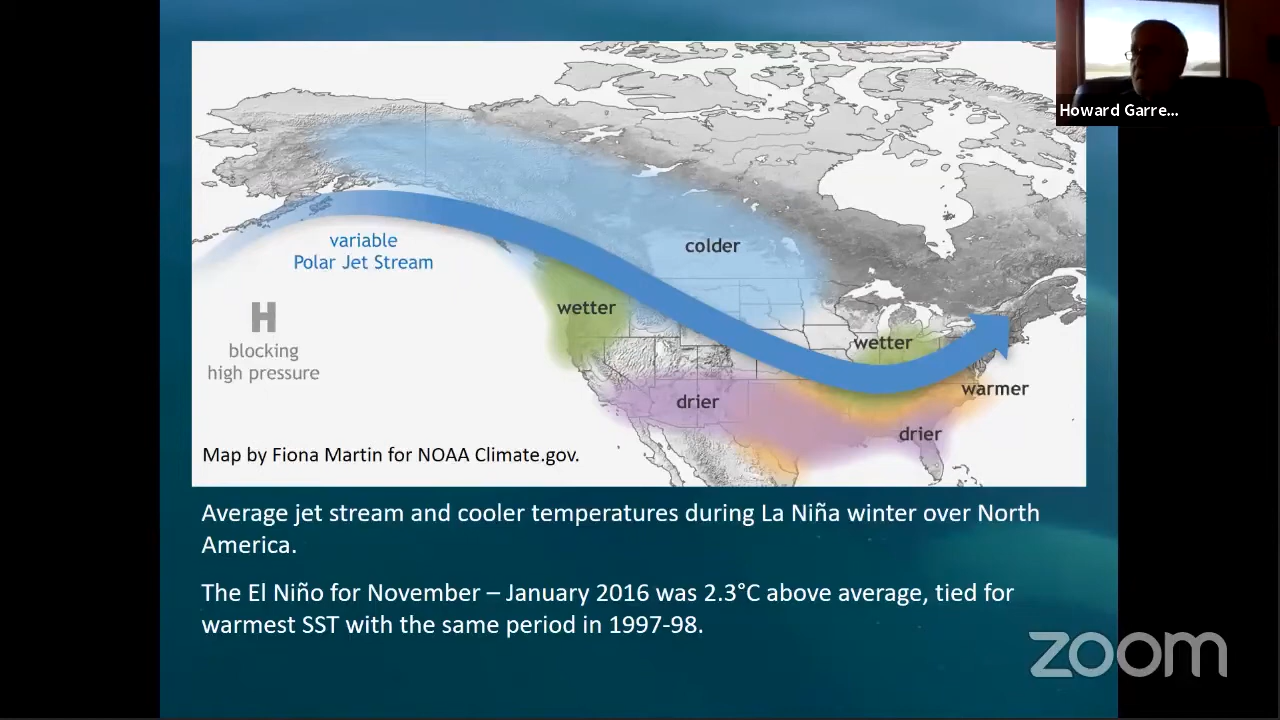 Howard Garre...
colder
variable
Polar Jet Stream
wetter
H
blocking
high pressure
wetter
warmer
drier
drier
Map by Fiona Martin for NOAA Climate.gov.
Average jet stream and cooler temperatures during La Niña winter over North
America.
The El Niño for November – January 2016 was 2.3°C above average, tied for
warmest SST with the same period in 1997-98.
zoom